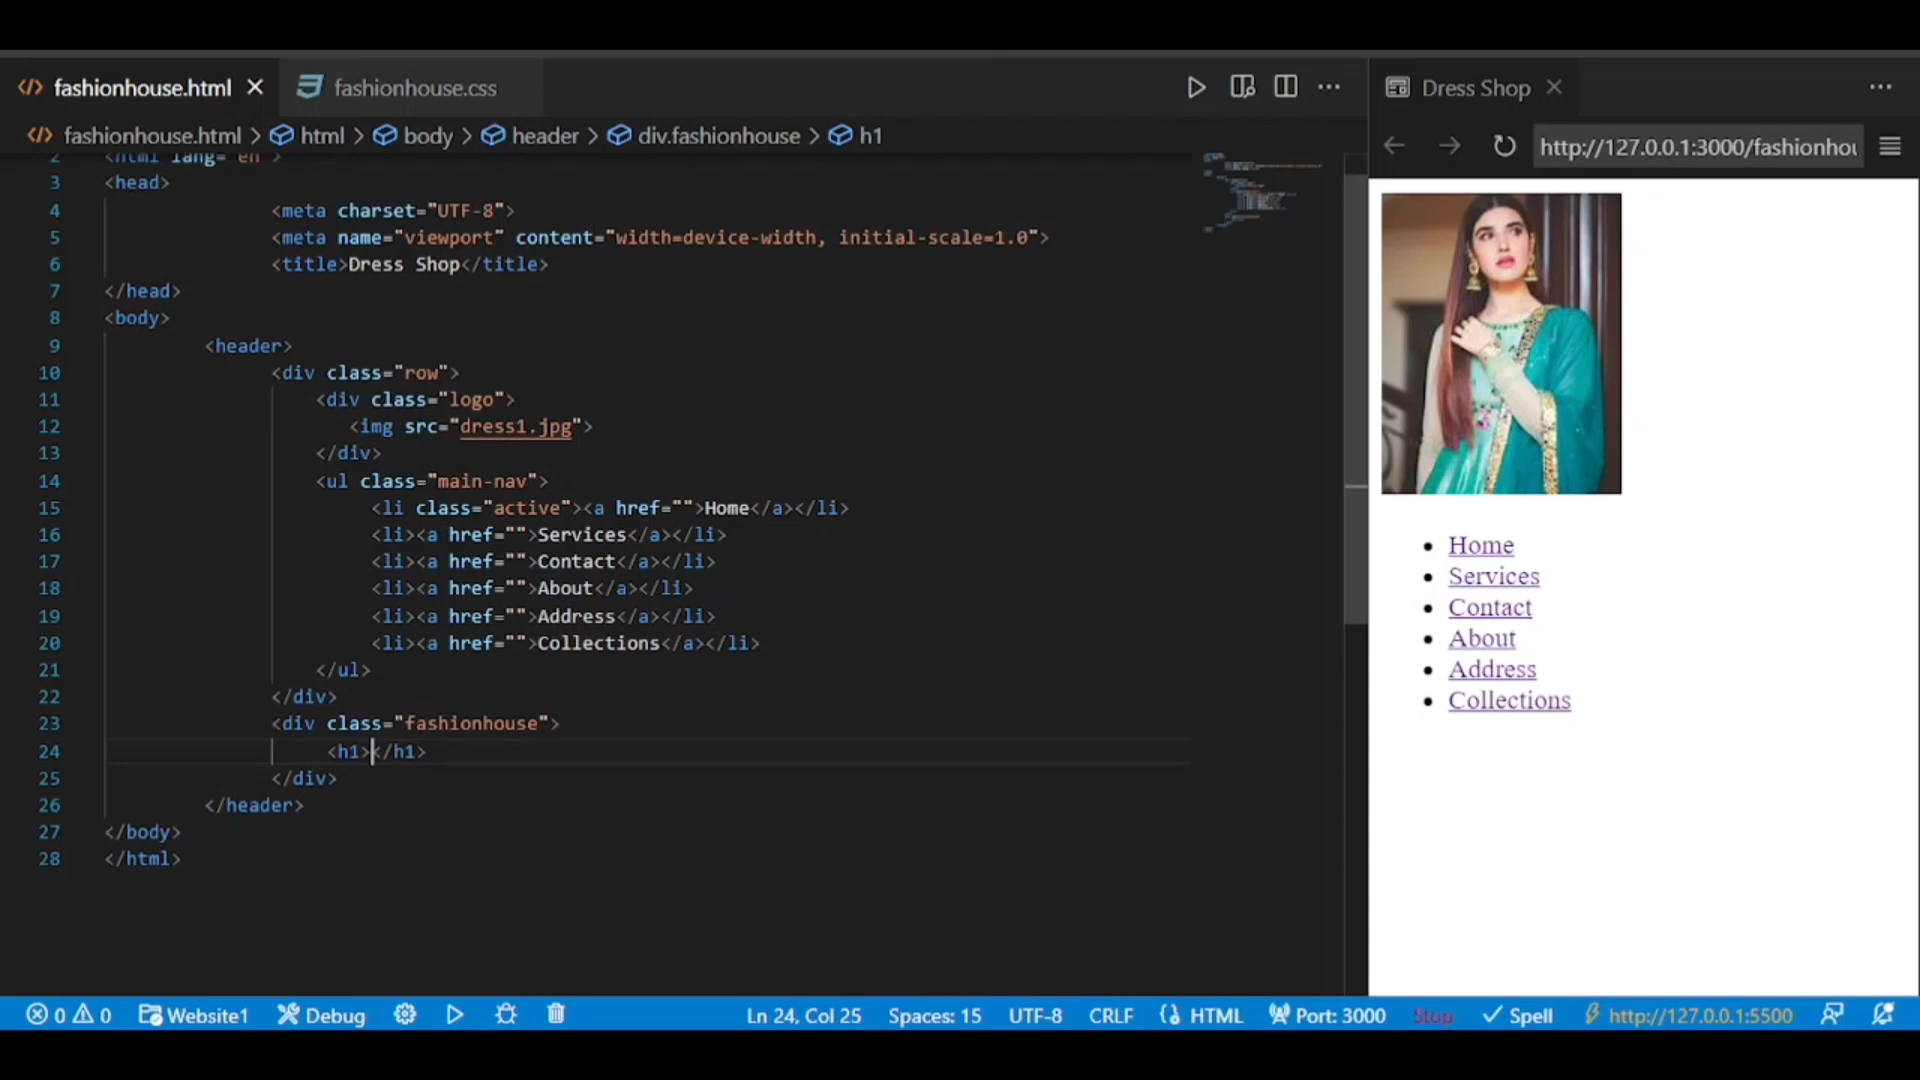 fashionhouse.html
fashionhouse.css
Dress Shop
fashionhouse.html > html > body > header > div.fashionhouse > h1
http://127.0.0.1:3000/fashionhou
2 <html lang="en">
3 <head>
4 <meta charset="UTF-8">
5 <meta name="viewport" content="width=device-width, initial-scale=1.0">
6 <title>Dress Shop</title>
7 </head>
8 <body>
9 <header>
10 <div class="row">
11 <div class="logo">
12 <img src="dress1.jpg">
13 </div>
14 <ul class="main-nav">
15 <li class="active"><a href="">Home</a></li>
16 <li><a href="">Services</a></li>
17 <li><a href="">Contact</a></li>
18 <li><a href="">About</a></li>
19 <li><a href="">Address</a></li>
20 <li><a href="">Collections</a></li>
21 </ul>
22 </div>
23 <div class="fashionhouse">
24 <h1></h1>
25 </div>
26 </header>
27 </body>
28 </html>
Home
Services
Contact
About
Address
Collections
0 0 Website1 Debug Ln 24, Col 25 Spaces: 15 UTF-8 CRLF HTML Port: 3000 Stop Spell http://127.0.0.1:5500